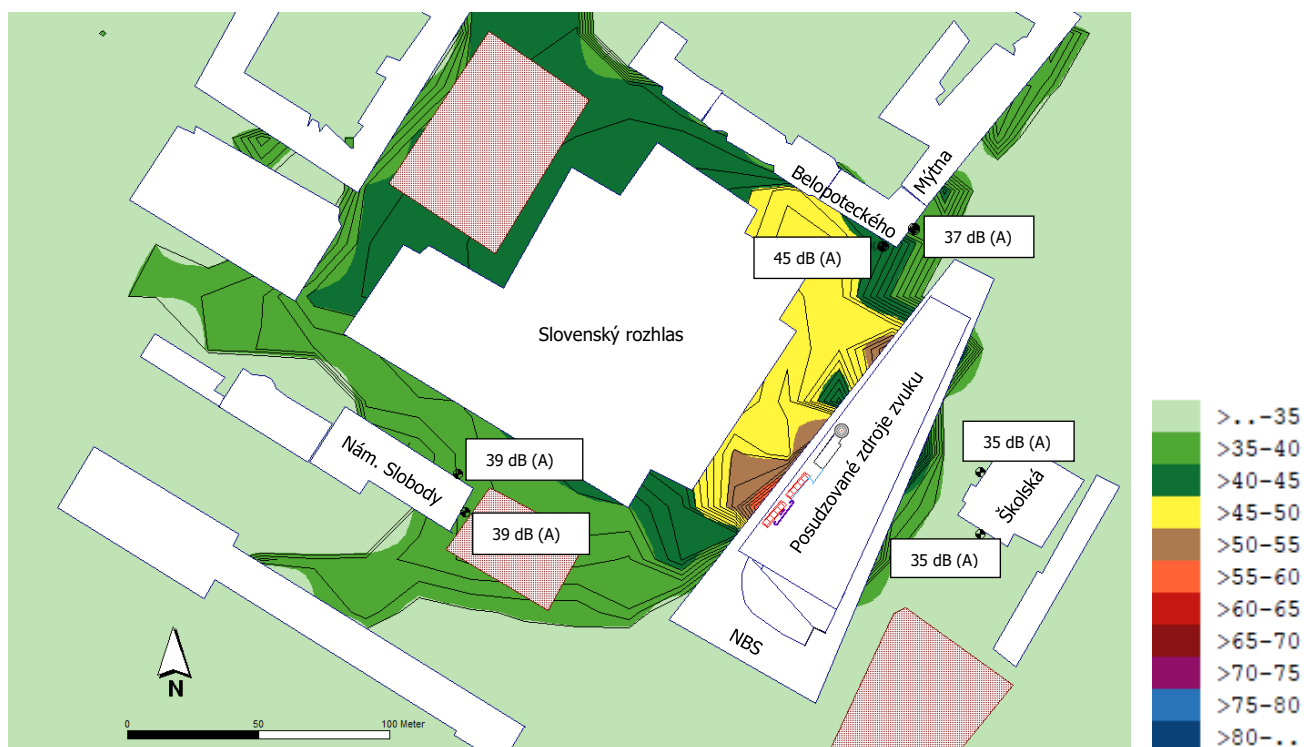 Belopoteckého
Mýtna
37 dB (A)
45 dB (A)
Slovenský rozhlas
Posudzované zdroje zvuku
35 dB (A)
Školská
35 dB (A)
Nám. Slobody
39 dB (A)
39 dB (A)
NBS
N
0 50 100 Meter
>..-35
>35-40
>40-45
>45-50
>50-55
>55-60
>60-65
>65-70
>70-75
>75-80
>80-..